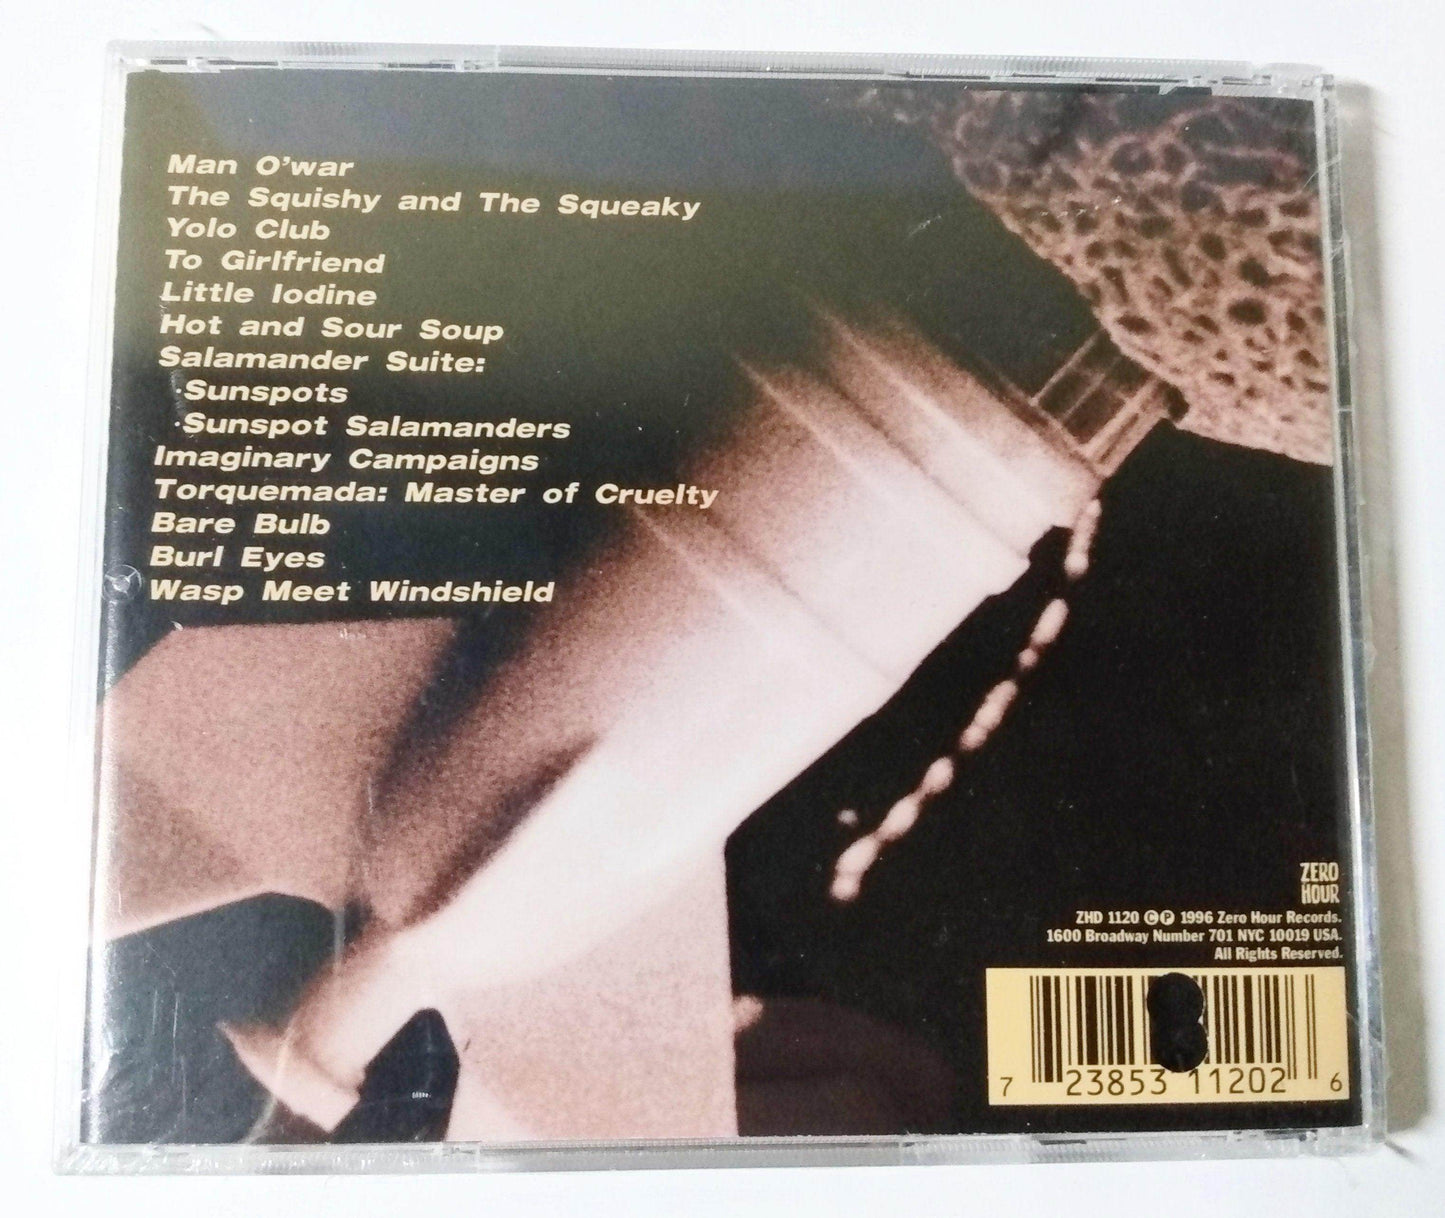 Man O'war
The Squishy and The Squeaky
Yolo Club
To Girlfriend
Little Iodine
Hot and Sour Soup
Salamander Suite:
·Sunspots
·Sunspot Salamanders
Imaginary Campaigns
Torquemada: Master of Cruelty
Bare Bulb
Burl Eyes
Wasp Meet Windshield
ZERO
HOUR
ZHD 1120 ©℗ 1996 Zero Hour Records.
1600 Broadway Number 701 NYC 10019 USA.
All Rights Reserved.
7 23853 11202 6